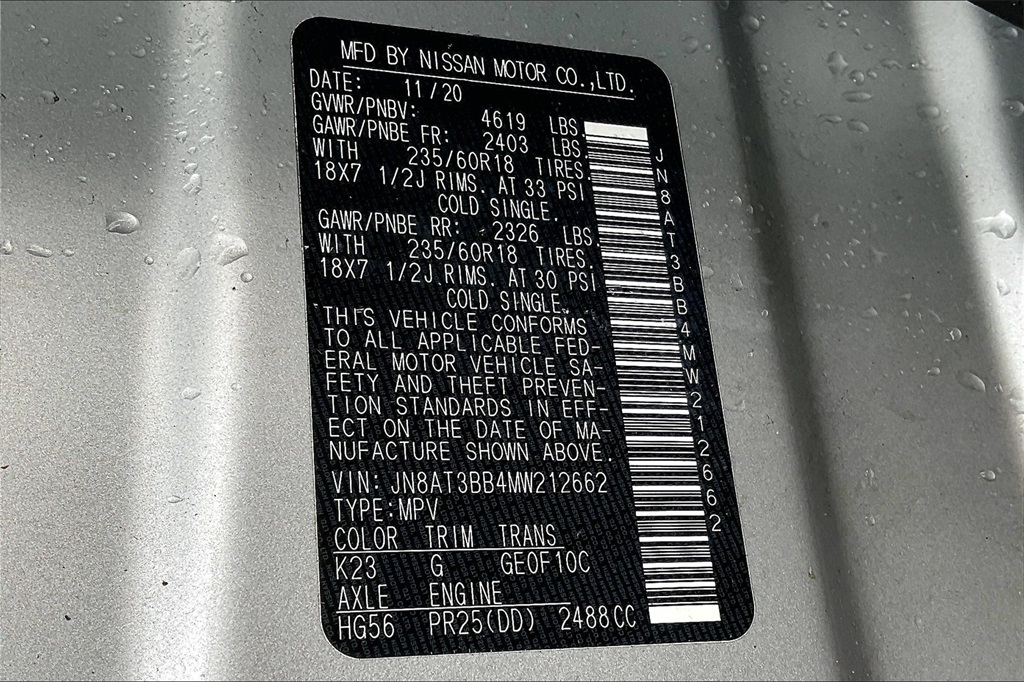 MFD BY NISSAN MOTOR CO.,LTD.
DATE: 11/20
GVWR/PNBV: 4619 LBS
GAWR/PNBE FR: 2403 LBS.
WITH 235/60R18 TIRES.
18X7 1/2J RIMS. AT 33 PSI
COLD SINGLE.
GAWR/PNBE RR: 2326 LBS.
WITH 235/60R18 TIRES.
18X7 1/2J RIMS. AT 30 PSI
COLD SINGLE.
THIS VEHICLE CONFORMS
TO ALL APPLICABLE FED-
ERAL MOTOR VEHICLE SA-
FETY AND THEFT PREVEN-
TION STANDARDS IN EFF-
ECT ON THE DATE OF MA-
NUFACTURE SHOWN ABOVE.
VIN: JN8AT3BB4MW212662
TYPE:MPV
COLOR TRIM TRANS
K23 G GE0F10C
AXLE ENGINE
HG56 PR25(DD) 2488CC
JN8AT3BB4MW212662